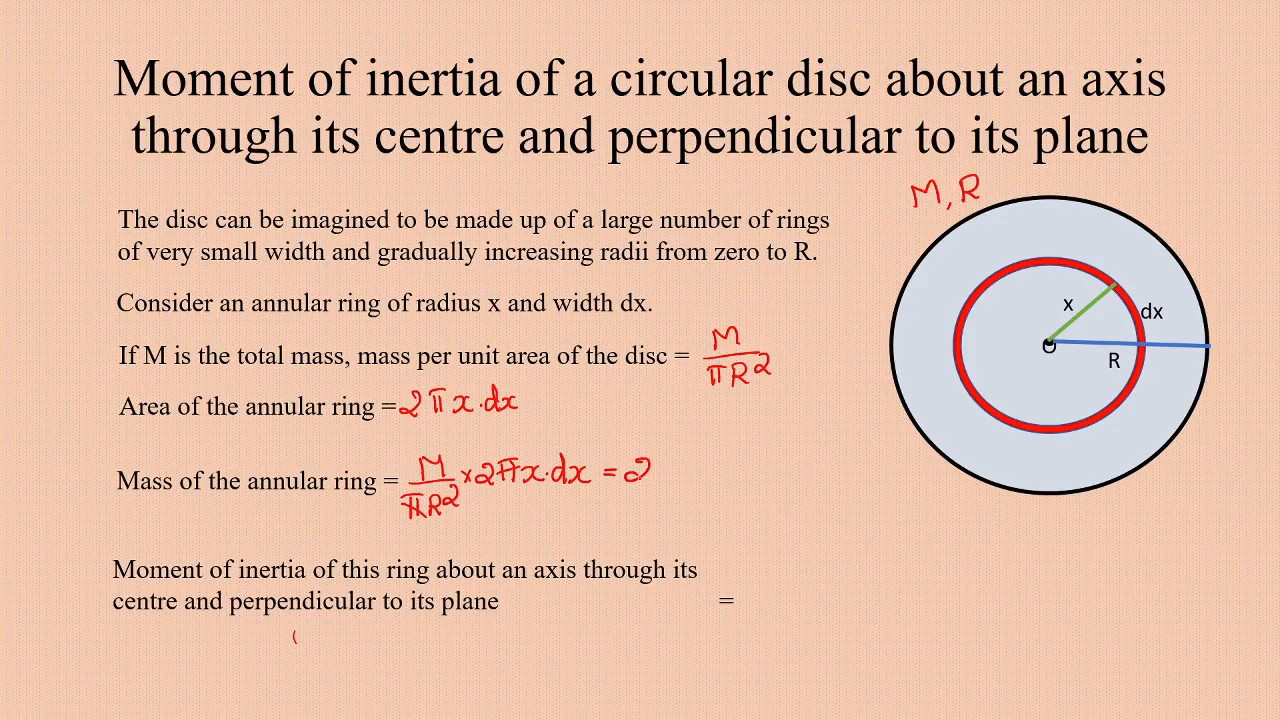 Moment of inertia of a circular disc about an axis
through its centre and perpendicular to its plane
M, R
The disc can be imagined to be made up of a large number of rings
of very small width and gradually increasing radii from zero to R.
Consider an annular ring of radius x and width dx.
If M is the total mass, mass per unit area of the disc = M/πR²
Area of the annular ring = 2πx·dx
Mass of the annular ring = M/πR² × 2πx·dx = 2
Moment of inertia of this ring about an axis through its
centre and perpendicular to its plane =
x
dx
O
R